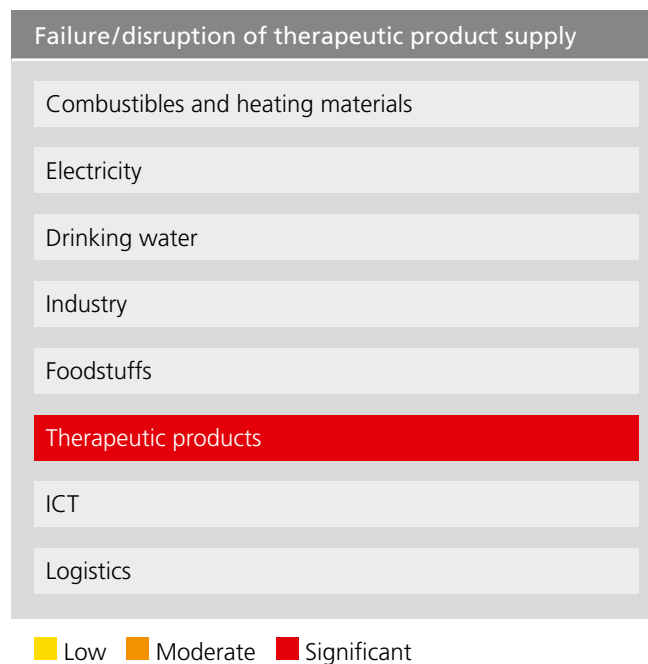 Failure/disruption of therapeutic product supply
Combustibles and heating materials
Electricity
Drinking water
Industry
Foodstuffs
Therapeutic products
ICT
Logistics
Low Moderate Significant